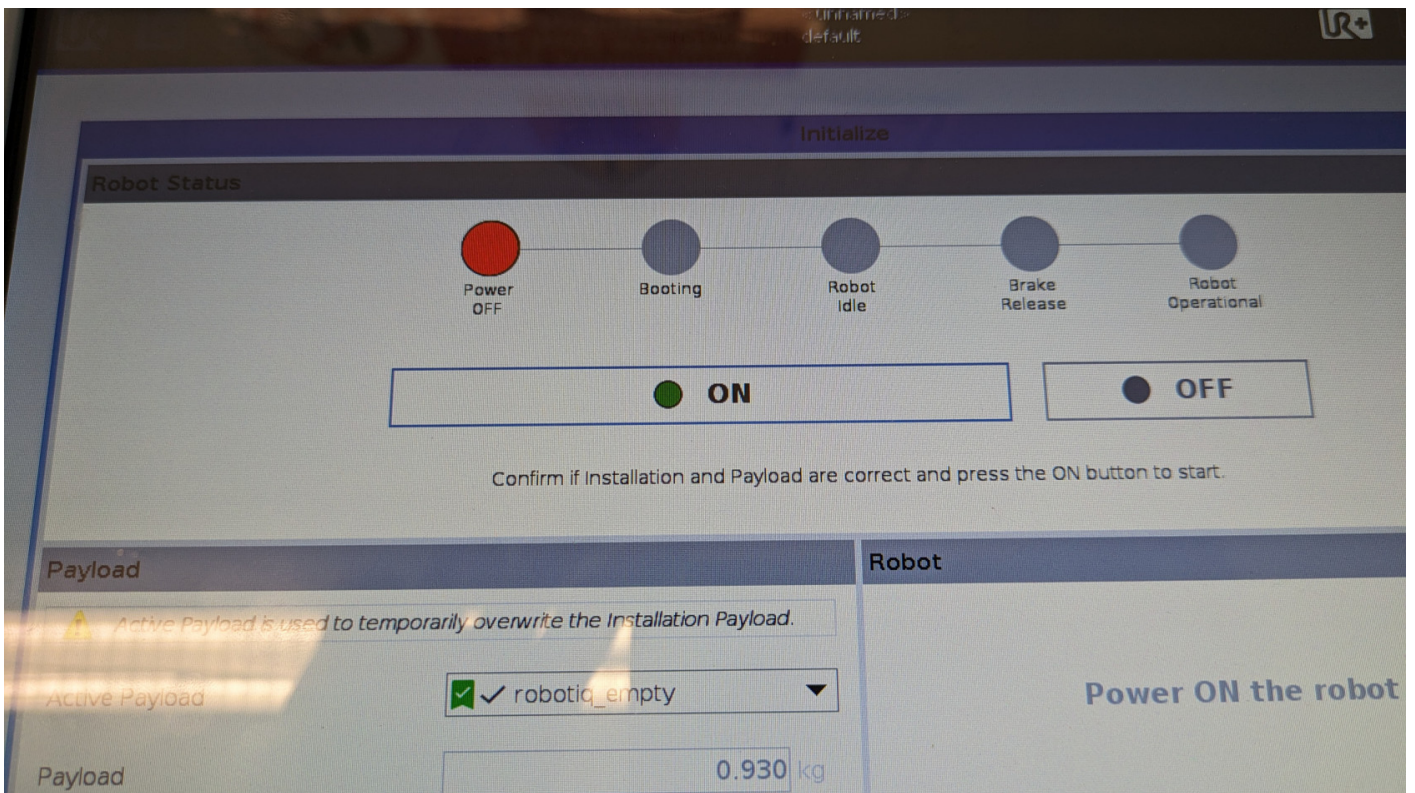 <unnamed>
default
UR+
Initialize
Robot Status
Power
OFF
Booting
Robot
Idle
Brake
Release
Robot
Operational
ON
OFF
Confirm if Installation and Payload are correct and press the ON button to start.
Payload
Robot
Active Payload is used to temporarily overwrite the Installation Payload.
Active Payload
robotiq_empty
Power ON the robot
Payload
0.930 kg